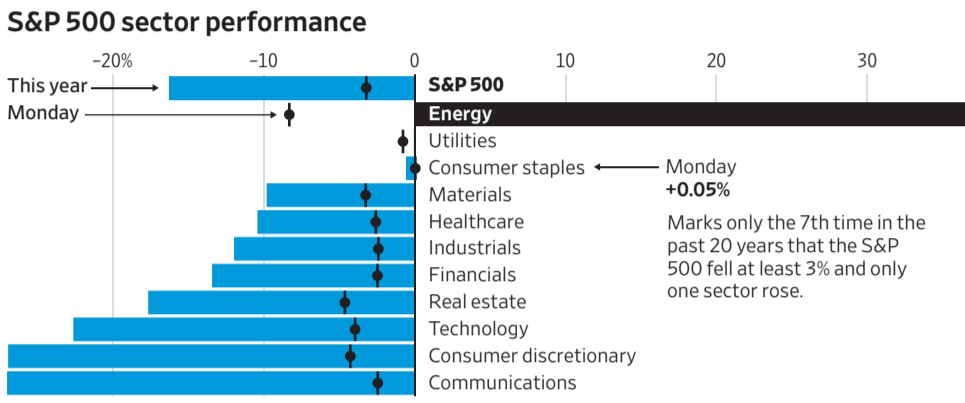 S&P 500 sector performance
−20%
−10
0
10
20
30
This year
S&P 500
Monday
Energy
Utilities
Consumer staples
Monday
+0.05%
Materials
Healthcare
Marks only the 7th time in the
past 20 years that the S&P
500 fell at least 3% and only
one sector rose.
Industrials
Financials
Real estate
Technology
Consumer discretionary
Communications